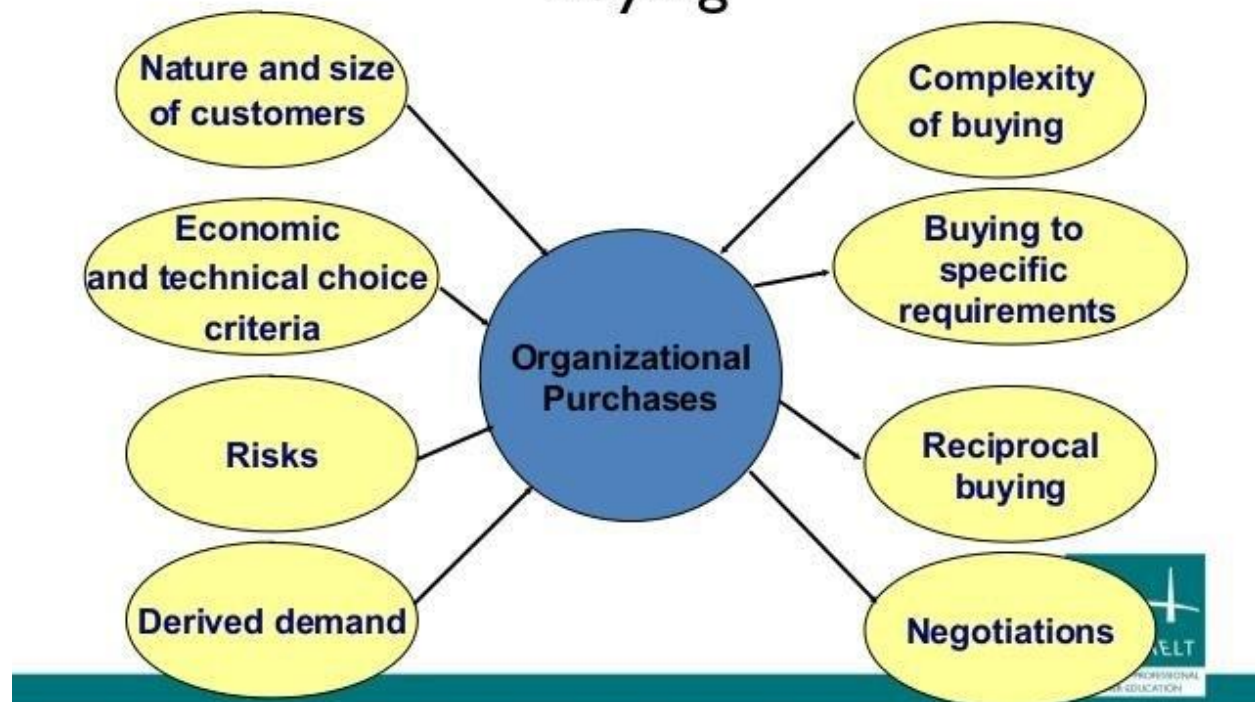 Nature and size
of customers
Economic
and technical choice
criteria
Risks
Derived demand
Organizational
Purchases
Complexity
of buying
Buying to
specific
requirements
Reciprocal
buying
Negotiations
EDUCATION